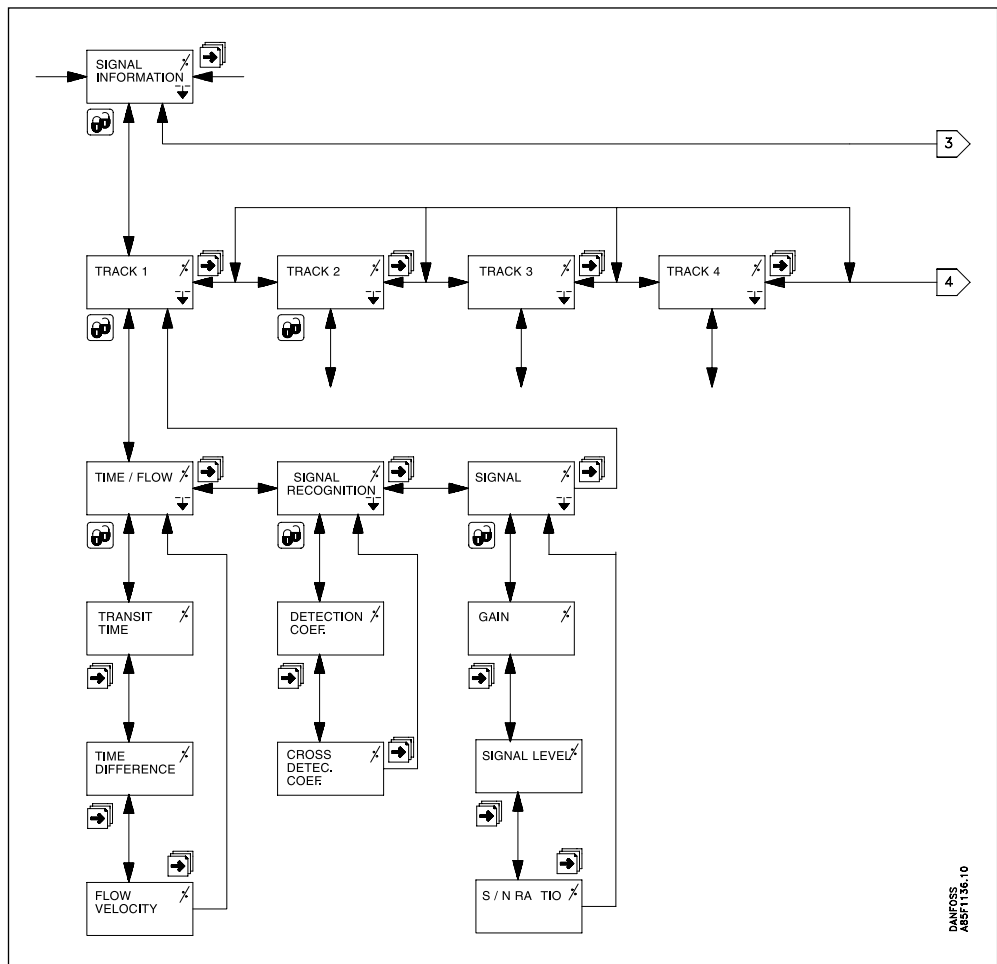 SIGNAL
INFORMATION
3
TRACK 1
TRACK 2
TRACK 3
TRACK 4
4
TIME / FLOW
SIGNAL
RECOGNITION
SIGNAL
TRANSIT
TIME
DETECTION
COEF.
GAIN
TIME
DIFFERENCE
CROSS
DETEC.
COEF.
SIGNAL LEVEL
FLOW
VELOCITY
S / N RA TIO
DANFOSS
A85F1136.10